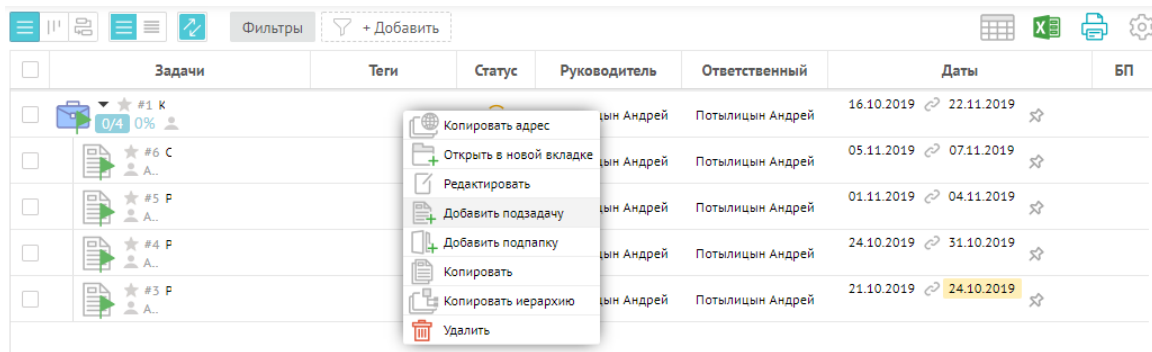 Фильтры + Добавить
Задачи Теги Статус Руководитель Ответственный Даты БП
#1 К
0/4 0%
цын Андрей Потылицын Андрей 16.10.2019 22.11.2019
#6 С
А..
цын Андрей Потылицын Андрей 05.11.2019 07.11.2019
#5 Р
А..
цын Андрей Потылицын Андрей 01.11.2019 04.11.2019
#4 Р
А..
цын Андрей Потылицын Андрей 24.10.2019 31.10.2019
#3 Р
А..
цын Андрей Потылицын Андрей 21.10.2019 24.10.2019
Копировать адрес
Открыть в новой вкладке
Редактировать
Добавить подзадачу
Добавить подпапку
Копировать
Копировать иерархию
Удалить